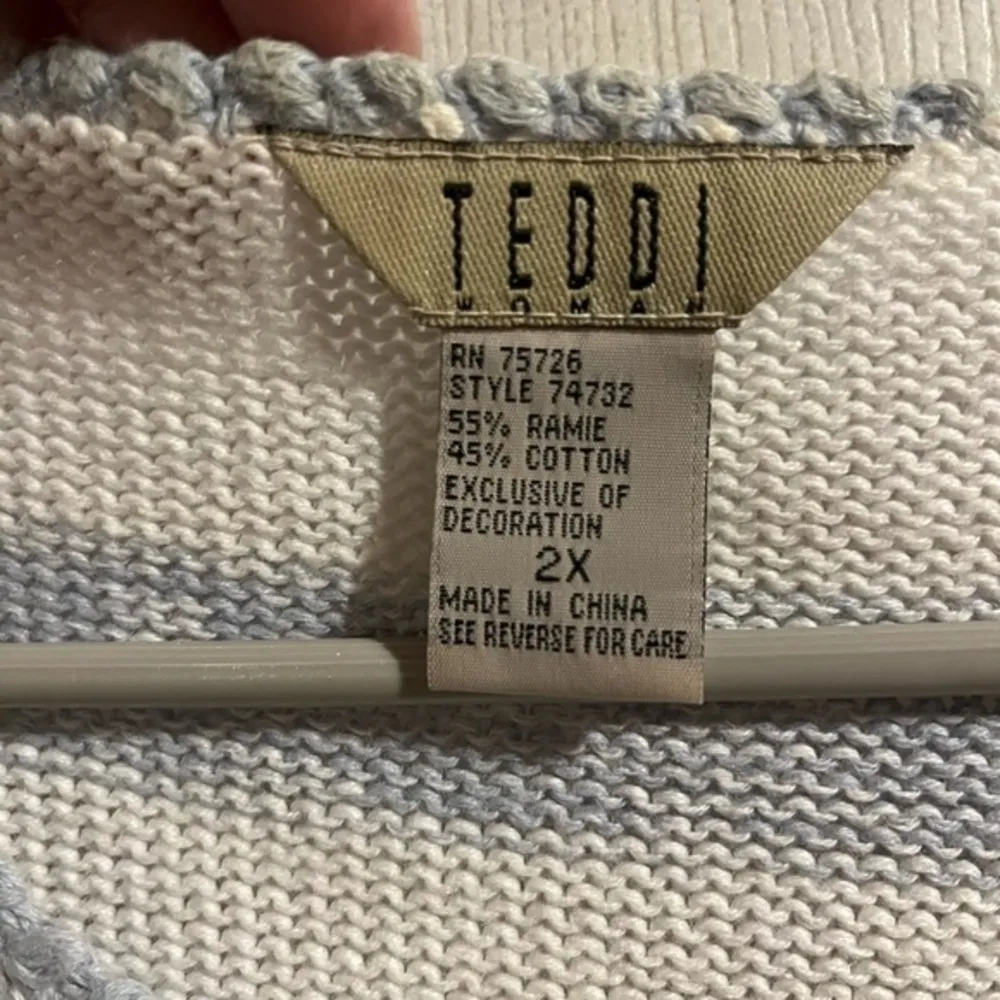 TEDDI
WOMAN
RN 75726
STYLE 74732
55% RAMIE
45% COTTON
EXCLUSIVE OF
DECORATION
2X
MADE IN CHINA
SEE REVERSE FOR CARE